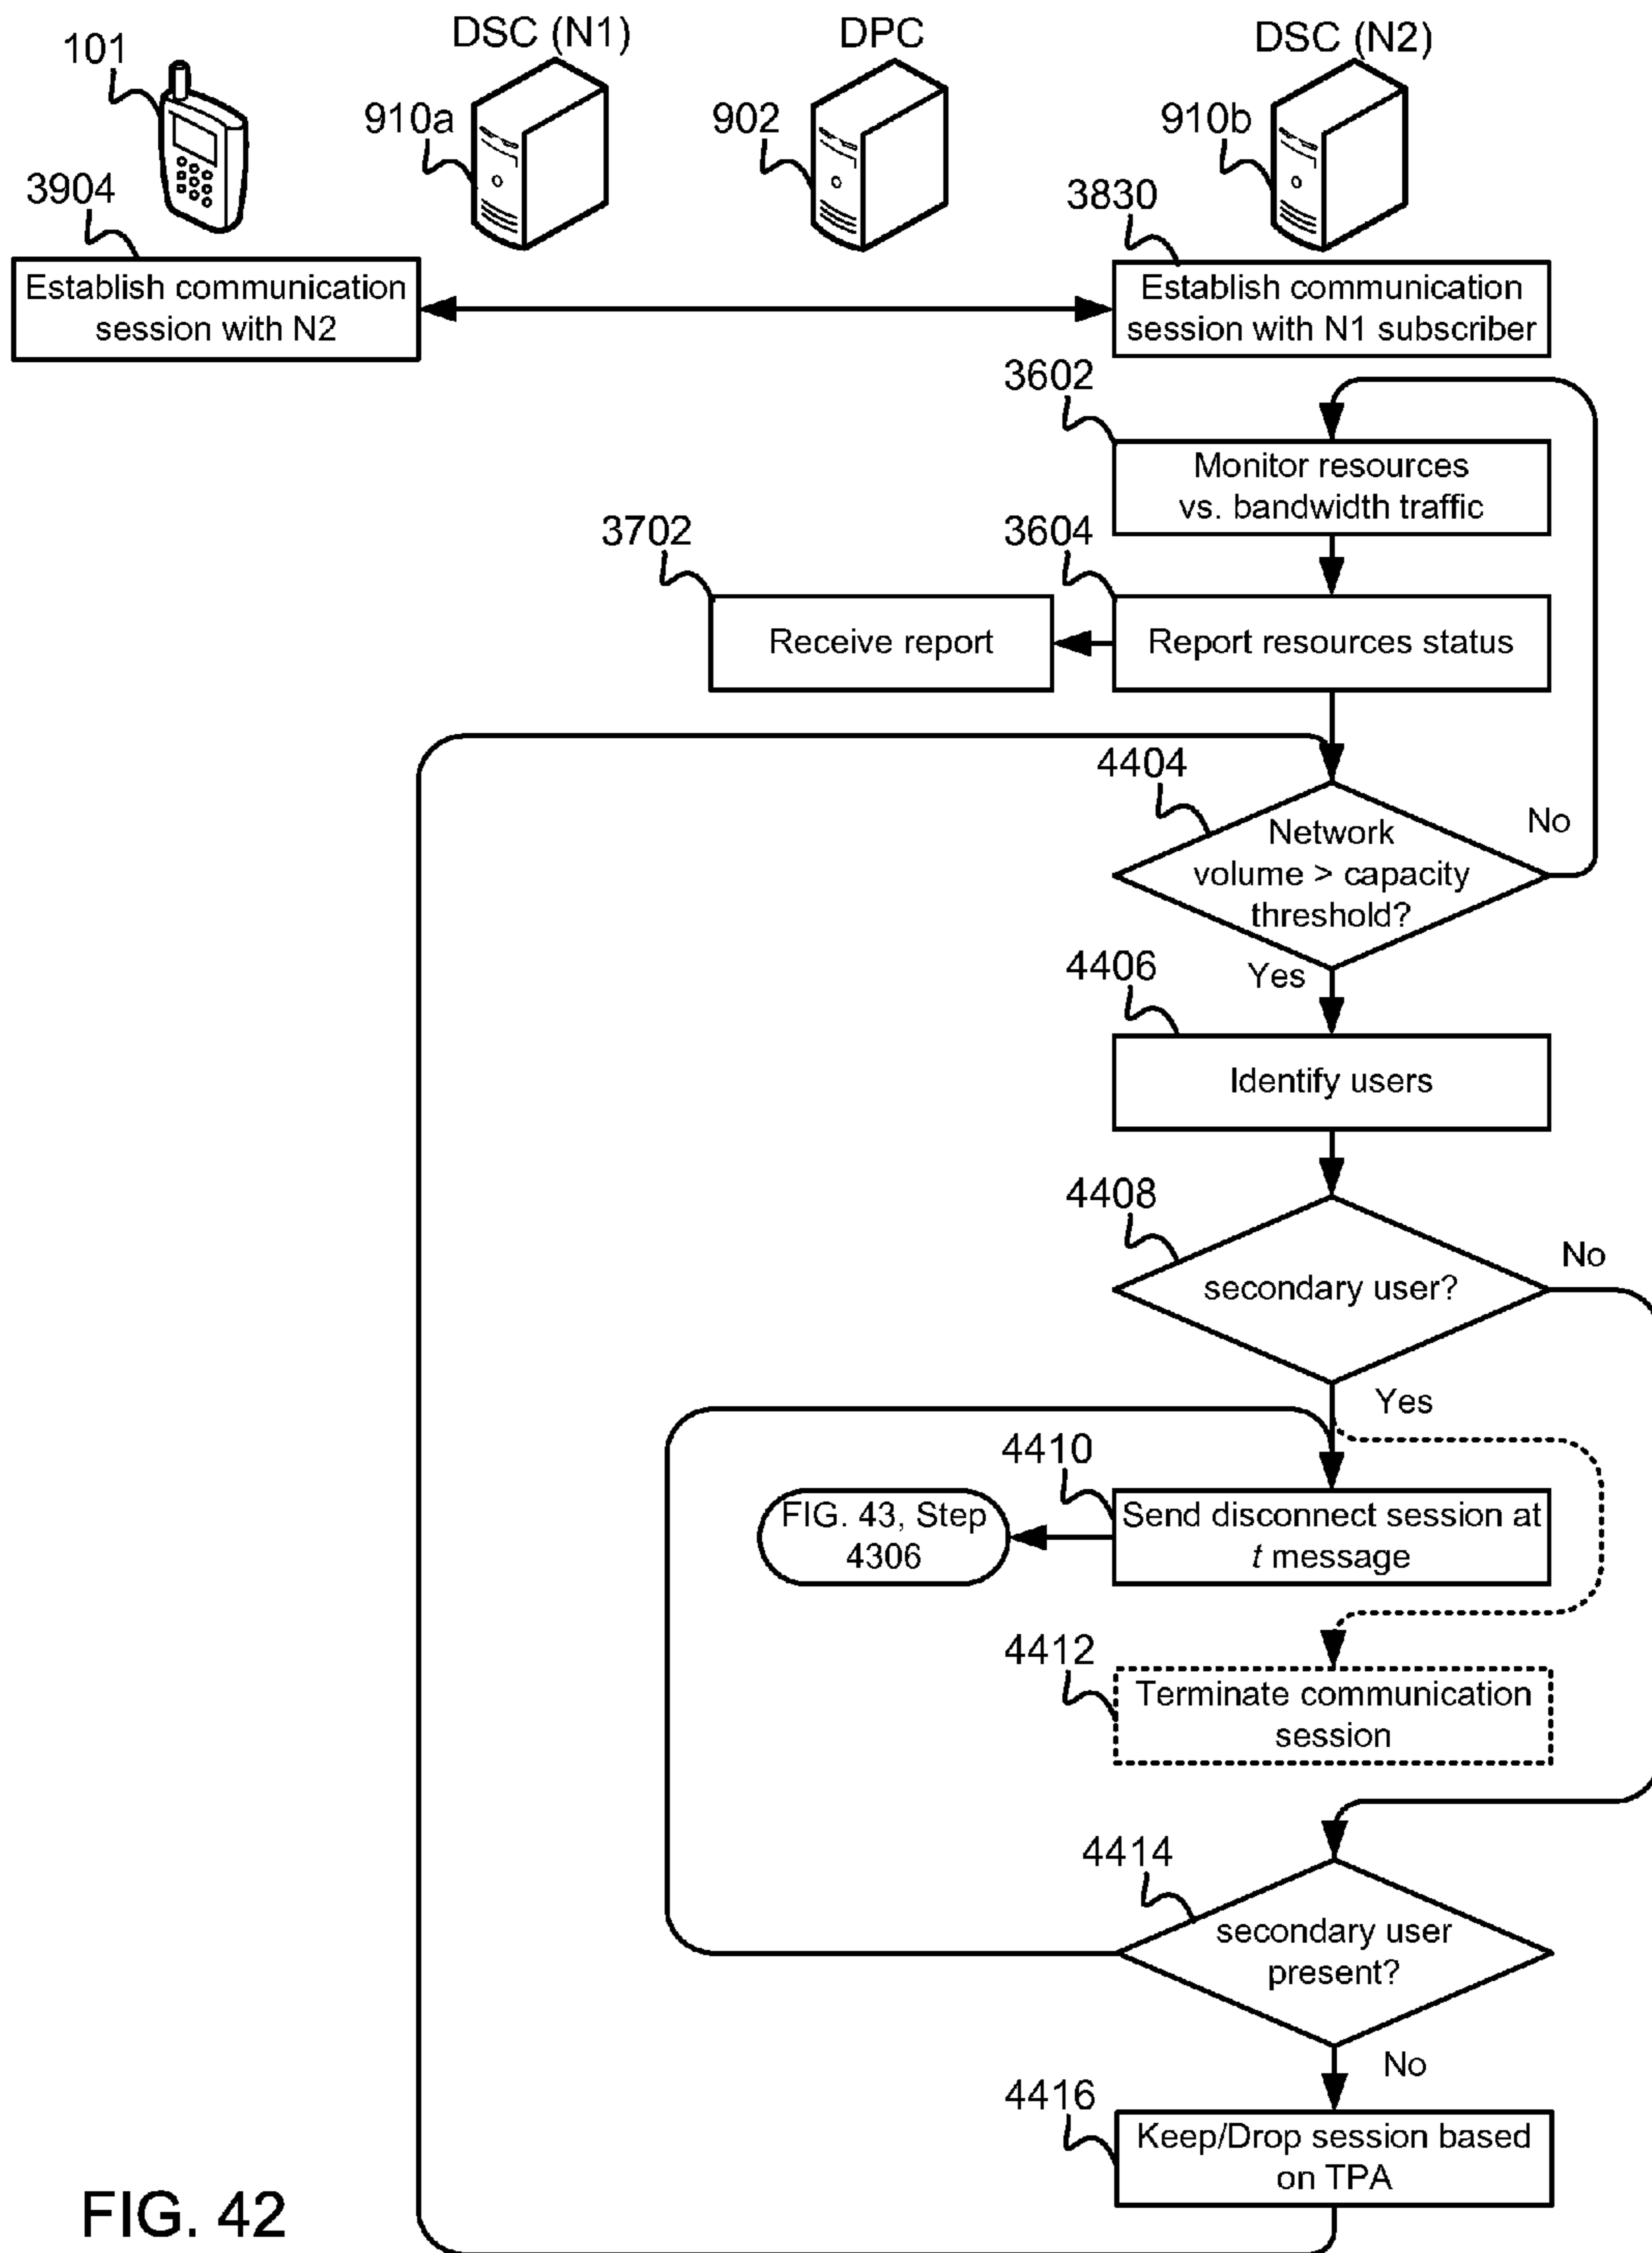 101
DSC (N1)
DPC
DSC (N2)
910a
902
910b
3904
3830
Establish communication
session with N2
Establish communication
session with N1 subscriber
3602
Monitor resources
vs. bandwidth traffic
3702
3604
Receive report
Report resources status
4404
Network
volume > capacity
threshold?
No
Yes
4406
Identify users
4408
secondary user?
No
Yes
4410
FIG. 43, Step
4306
Send disconnect session at
t message
4412
Terminate communication
session
4414
secondary user
present?
No
4416
Keep/Drop session based
on TPA
FIG. 42